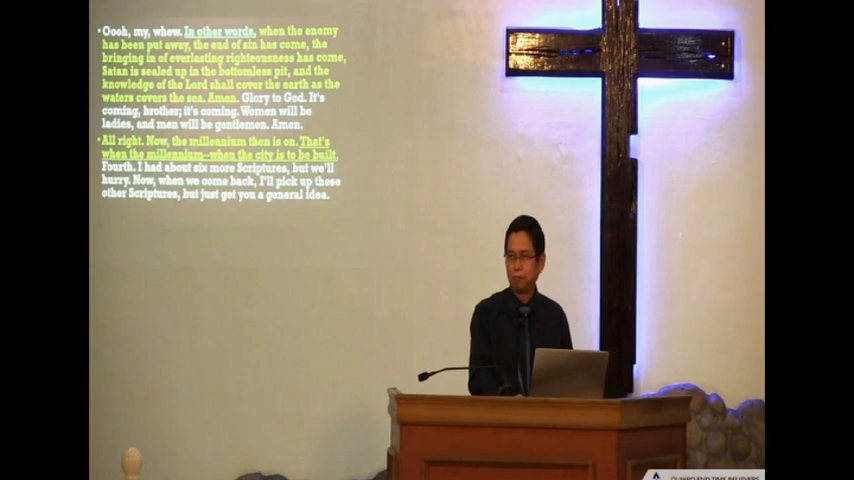 •Oooh, my, whew. In other words, when the enemy
has been put away, the end of sin has come, the
bringing in of everlasting righteousness has come,
Satan is sealed up in the bottomless pit, and the
knowledge of the Lord shall cover the earth as the
waters covers the sea. Amen. Glory to God. It's
coming, brother; it's coming. Women will be
ladies, and men will be gentlemen. Amen.
•All right. Now, the millennium then is on. That's
when the millennium—when the city is to be built.
Fourth. I had about six more Scriptures, but we'll
hurry. Now, when we come back, I'll pick up these
other Scriptures, but just get you a general idea.
END TIME BELIEVERS